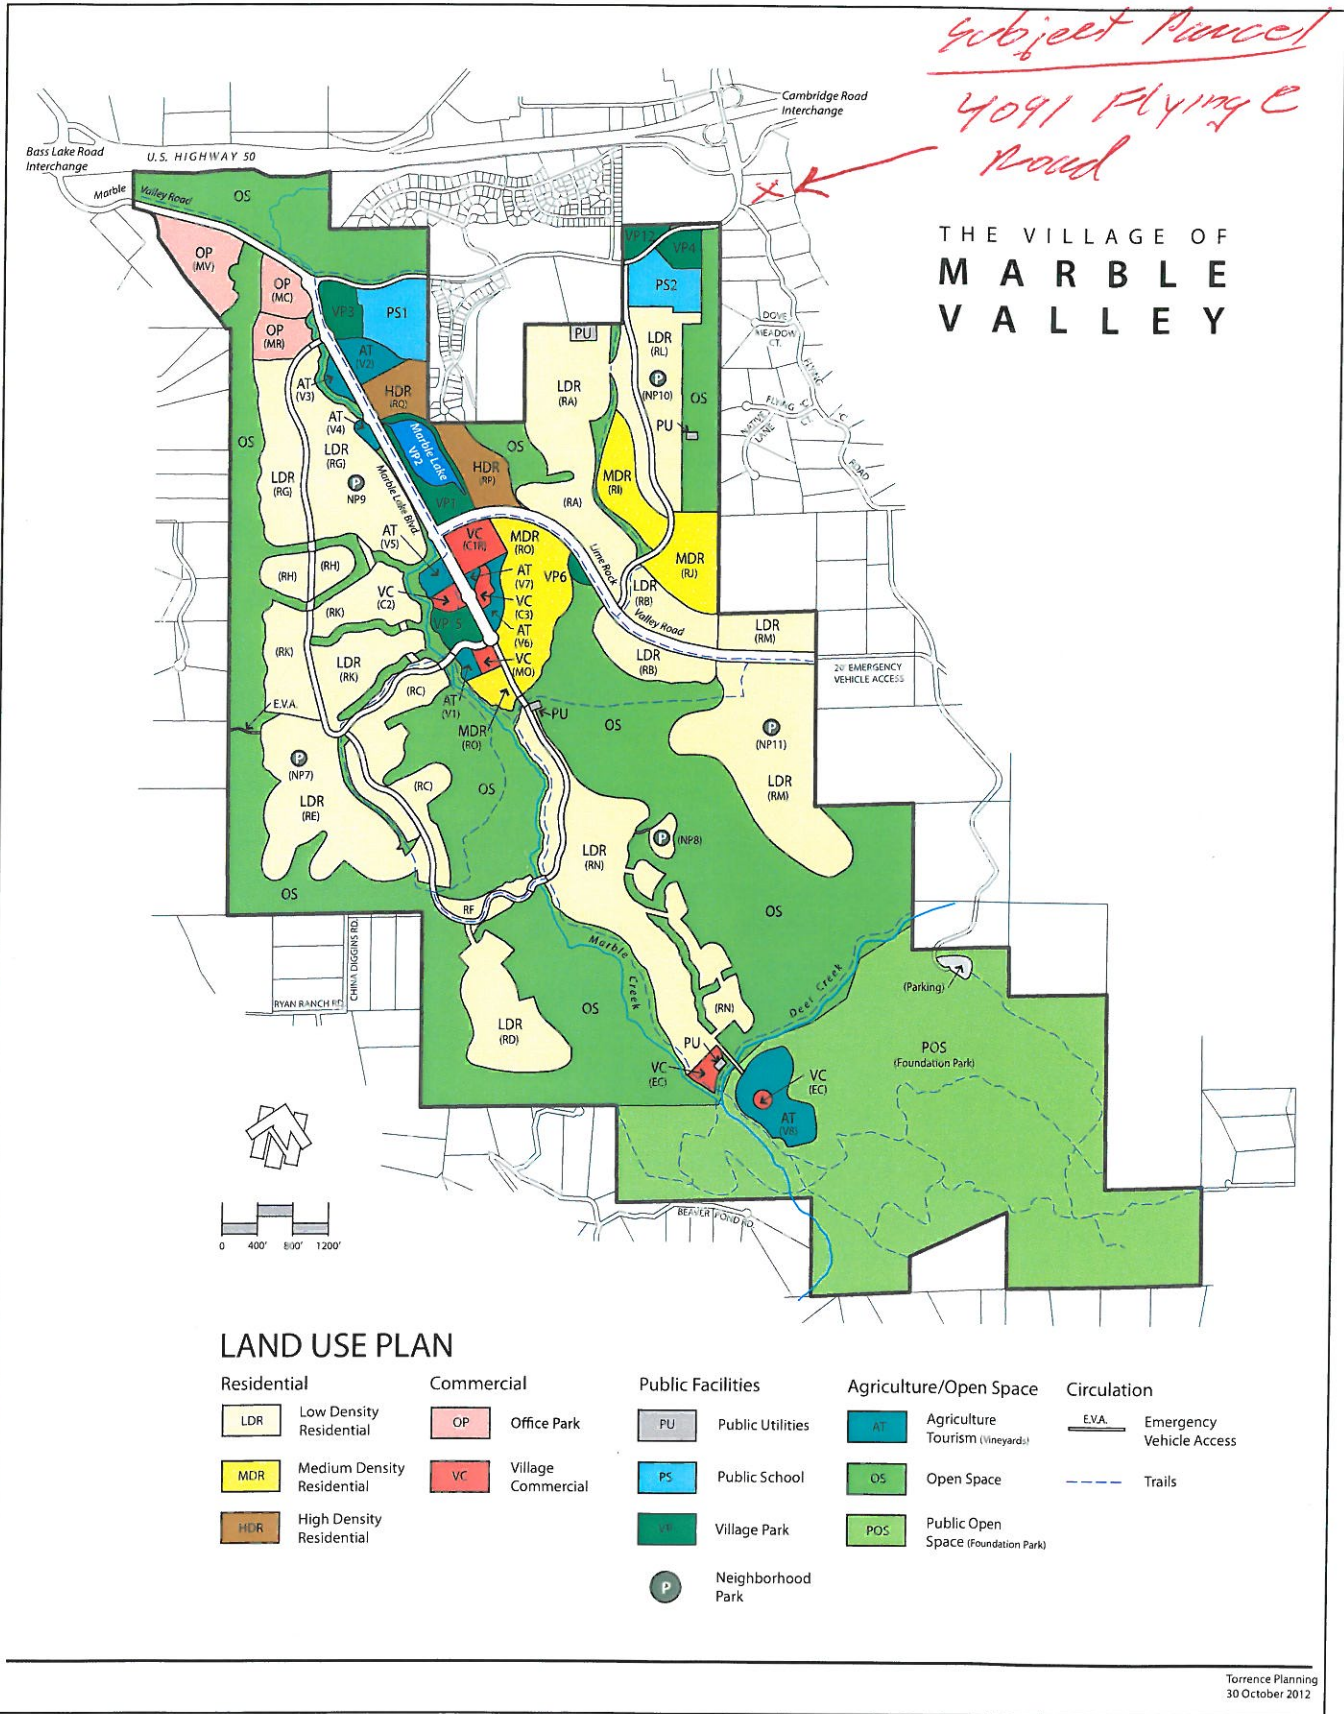 Subject Parcel
4091 Flying C
Road
Cambridge Road
Interchange
Bass Lake Road
Interchange
U.S. HIGHWAY 50
Marble
Valley Road
OS
THE VILLAGE OF
MARBLE
VALLEY
OP
(MV)
OP
(MC)
OP
(MR)
VP3
PS1
VP12
VP4
PS2
PU
LDR
(RL)
DOVE
MEADOW
CT.
AT
(V2)
AT
(V3)
HDR
(RQ)
LDR
(RA)
P
(NP10)
OS
FLYING
C
ROAD
FLYING
C
CT.
NATIVE
LANE
AT
(V4)
Marble Lake
VP2
PU
OS
LDR
(RG)
OS
HDR
(RP)
MDR
(RI)
LDR
(RG)
P
NP9
Marble Lake Blvd.
VP1
(RA)
AT
(V5)
VC
(C1R)
MDR
(RO)
Lime Rock
Valley Road
MDR
(RJ)
(RH)
(RH)
AT
(V7)
VP6
VC
(C2)
VC
(C3)
LDR
(RB)
(RK)
VP 5
AT
(V6)
LDR
(RM)
(RK)
LDR
(RK)
VC
(MO)
LDR
(RB)
20' EMERGENCY
VEHICLE ACCESS
(RC)
AT
(V1)
E.V.A.
MDR
(RO)
PU
OS
P
(NP11)
P
(NP7)
(RC)
OS
LDR
(RM)
LDR
(RE)
P
(NP8)
LDR
(RN)
OS
RF
OS
CHINA DIGGINS RD.
RYAN RANCH RD.
Marble
Creek
Deer Creek
(Parking)
OS
(RN)
LDR
(RD)
PU
POS
(Foundation Park)
VC
(EC)
VC
(EC)
AT
(V8)
BEAVER POND RD.
0 400' 800' 1200'
LAND USE PLAN
Residential
LDR Low Density
Residential
MDR Medium Density
Residential
HDR High Density
Residential
Commercial
OP Office Park
VC Village
Commercial
Public Facilities
PU Public Utilities
PS Public School
VP Village Park
P Neighborhood
Park
Agriculture/Open Space
AT Agriculture
Tourism (Vineyards)
OS Open Space
POS Public Open
Space (Foundation Park)
Circulation
E.V.A. Emergency
Vehicle Access
Trails
Torrence Planning
30 October 2012